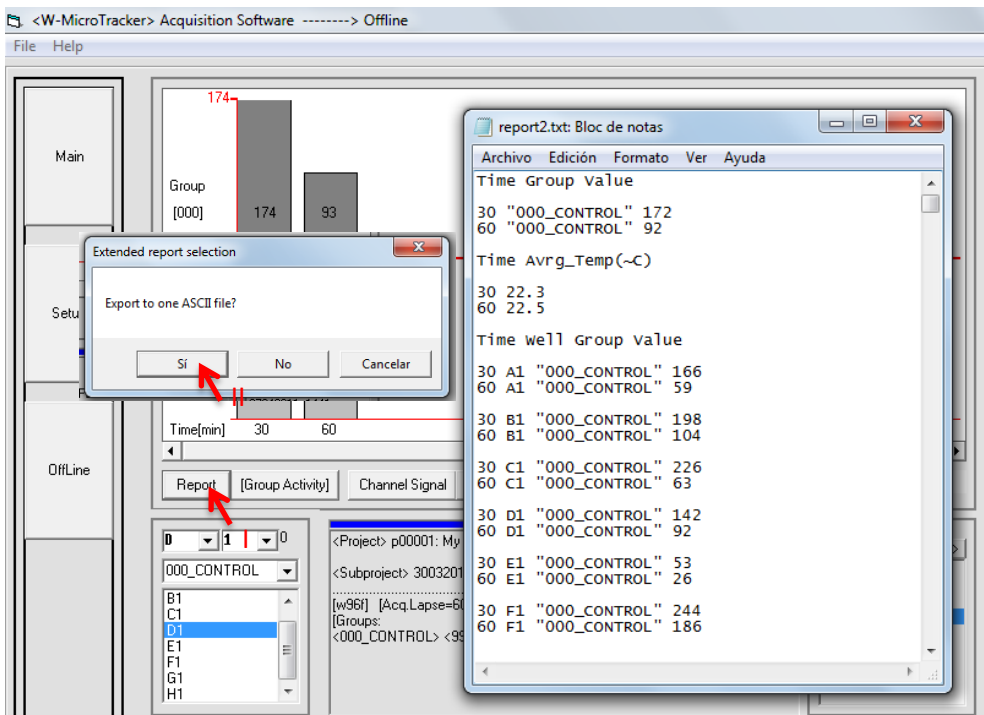 <W-MicroTracker> Acquisition Software --------> Offline
File Help
Main
OffLine
174
Group
[000]
174 93
Time[min] 30 60
Report [Group Activity] Channel Signal
Extended report selection
Export to one ASCII file?
Sí No Cancelar
D 1 0
000_CONTROL
B1
C1
D1
E1
F1
G1
H1
<Project> p00001: My
<Subproject>
[w96f]
[Groups:
<000_CONTROL>
report2.txt: Bloc de notas
Archivo Edición Formato Ver Ayuda
Time Group Value
30 "000_CONTROL" 172
60 "000_CONTROL" 92
Time Avrg_Temp(~C)
30 22.3
60 22.5
Time Well Group Value
30 A1 "000_CONTROL" 166
60 A1 "000_CONTROL" 59
30 B1 "000_CONTROL" 198
60 B1 "000_CONTROL" 104
30 C1 "000_CONTROL" 226
60 C1 "000_CONTROL" 63
30 D1 "000_CONTROL" 142
60 D1 "000_CONTROL" 92
30 E1 "000_CONTROL" 53
60 E1 "000_CONTROL" 26
30 F1 "000_CONTROL" 244
60 F1 "000_CONTROL" 186